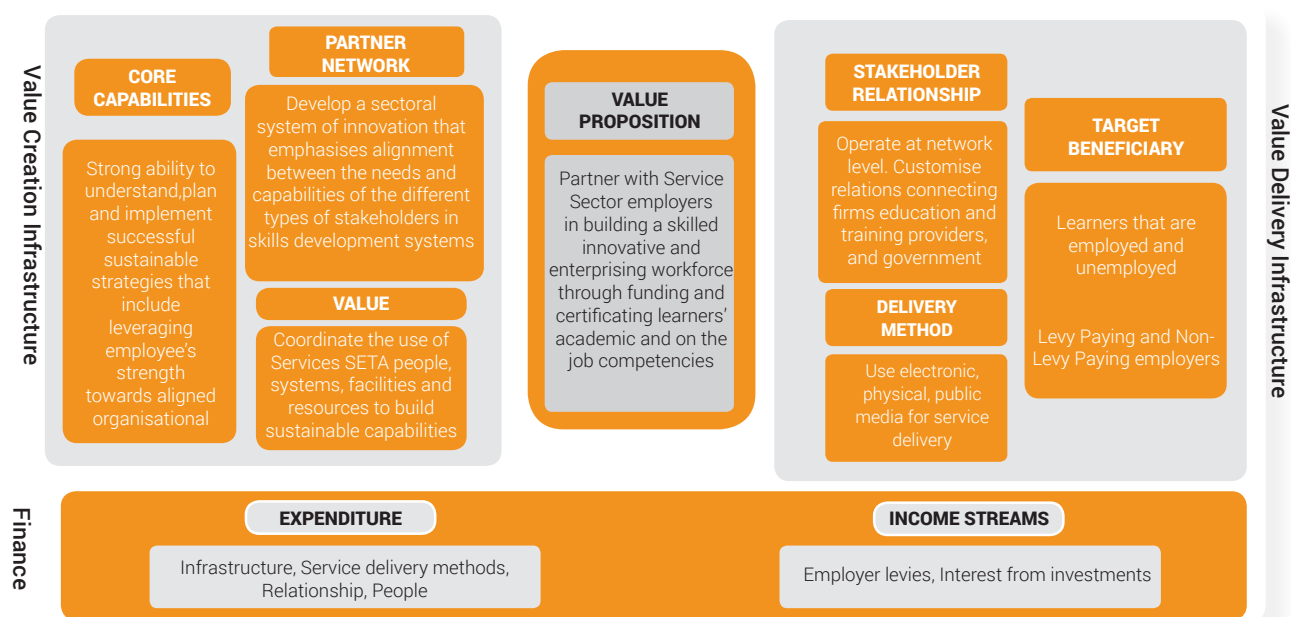 Value Creation Infrastructure
CORE
CAPABILITIES
Strong ability to
understand,plan
and implement
successful
sustainable
strategies that
include
leveraging
employee's
strength
towards aligned
organisational
PARTNER
NETWORK
Develop a sectoral
system of innovation that
emphasises alignment
between the needs and
capabilities of the different
types of stakeholders in
skills development systems
VALUE
Coordinate the use of
Services SETA people,
systems, facilities and
resources to build
sustainable capabilities
VALUE
PROPOSITION
Partner with Service
Sector employers
in building a skilled
innovative and
enterprising workforce
through funding and
certificating learners'
academic and on the
job competencies
STAKEHOLDER
RELATIONSHIP
Operate at network
level. Customise
relations connecting
firms education and
training providers,
and government
DELIVERY
METHOD
Use electronic,
physical, public
media for service
delivery
TARGET
BENEFICIARY
Learners that are
employed and
unemployed
Levy Paying and Non-
Levy Paying employers
Value Delivery Infrastructure
Finance
EXPENDITURE
Infrastructure, Service delivery methods,
Relationship, People
INCOME STREAMS
Employer levies, Interest from investments